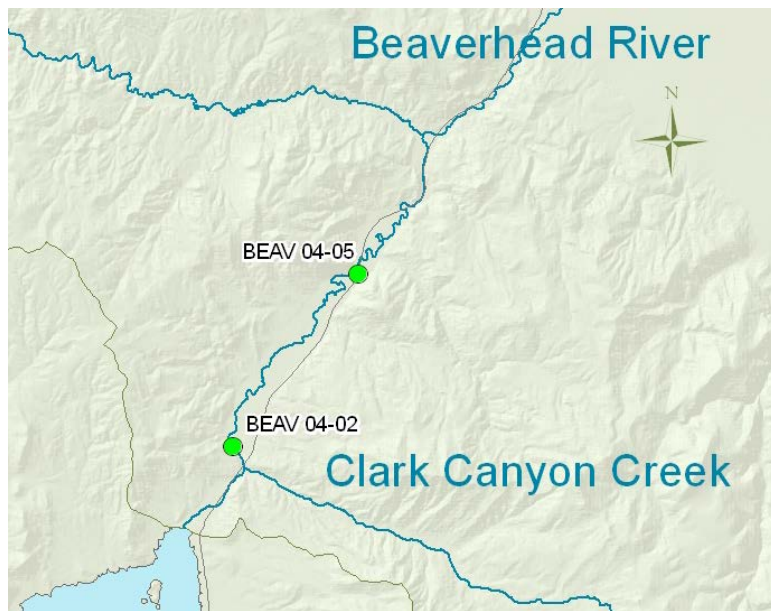 Beaverhead River
N
BEAV 04-05
BEAV 04-02
Clark Canyon Creek